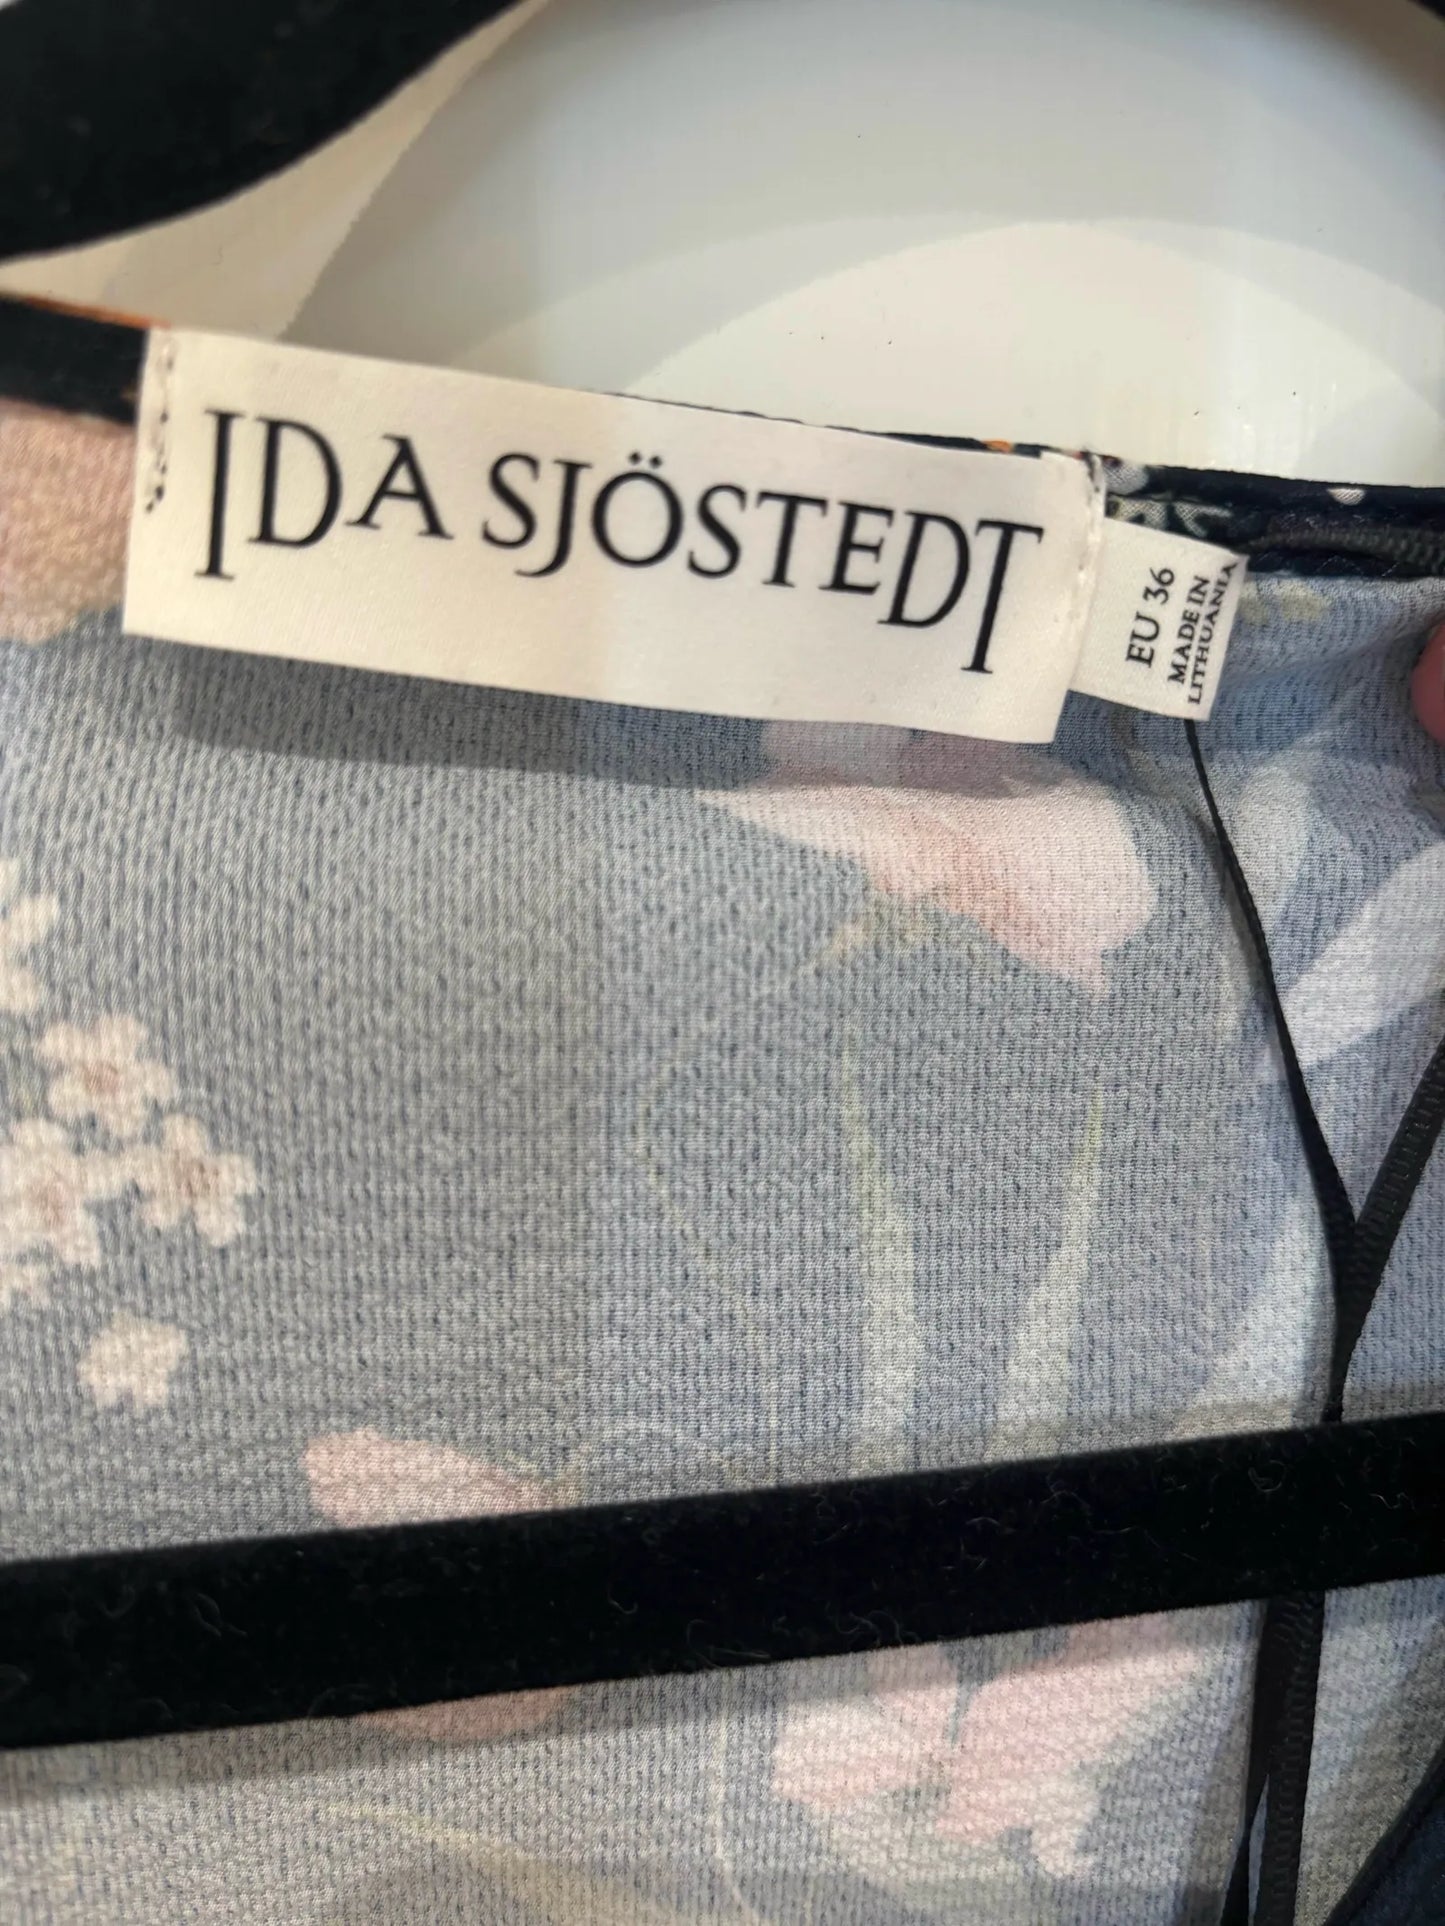 IDA SJÖSTEDT
EU 36
MADE IN
LITHUANIA